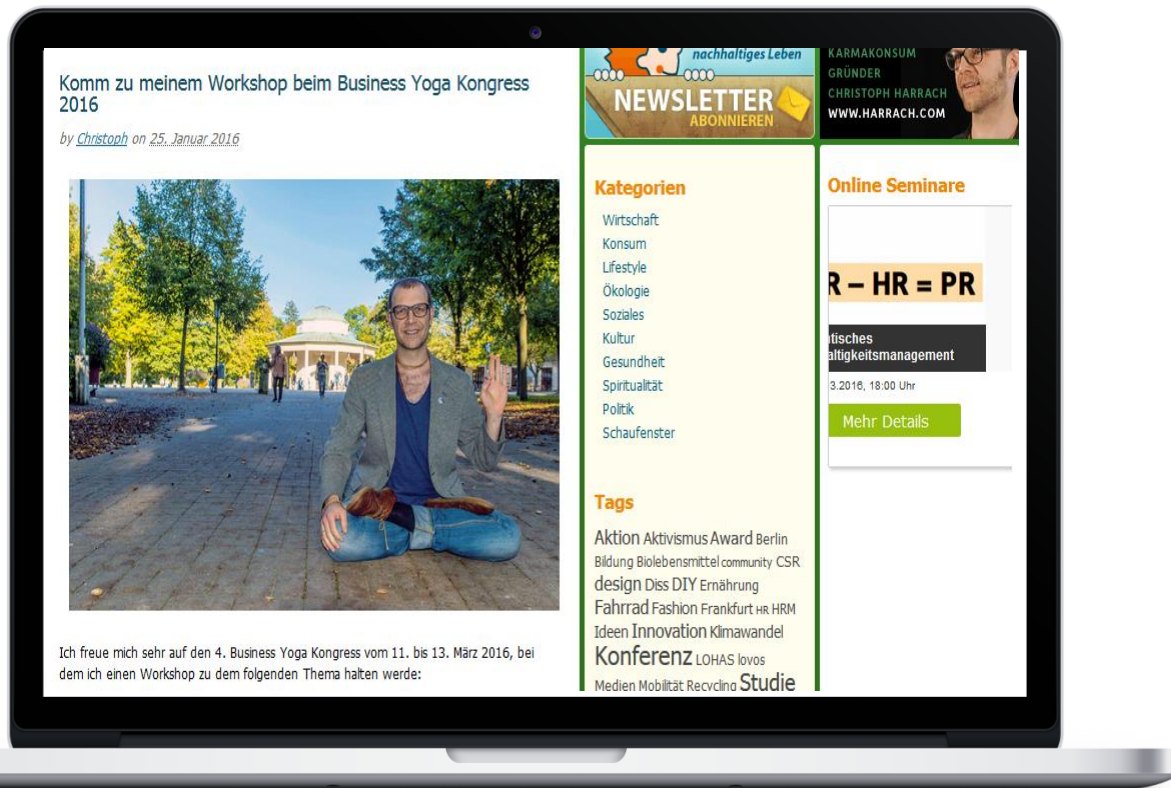 Komm zu meinem Workshop beim Business Yoga Kongress
2016
by Christoph on 25. Januar 2016
Ich freue mich sehr auf den 4. Business Yoga Kongress vom 11. bis 13. März 2016, bei
dem ich einen Workshop zu dem folgenden Thema halten werde:
nachhaltiges Leben
NEWSLETTER
ABONNIEREN
Kategorien
Wirtschaft
Konsum
Lifestyle
Ökologie
Soziales
Kultur
Gesundheit
Spiritualität
Politik
Schaufenster
Tags
Aktion Aktivismus Award Berlin
Bildung Biolebensmittel community CSR
design Diss DIY Ernährung
Fahrrad Fashion Frankfurt HR HRM
Ideen Innovation Klimawandel
Konferenz LOHAS lovos
Medien Mobilität Recycling Studie
KARMAKONSUM
GRÜNDER
CHRISTOPH HARRACH
WWW.HARRACH.COM
Online Seminare
R – HR = PR
itisches
altigkeitsmanagement
3.2016, 18:00 Uhr
Mehr Details